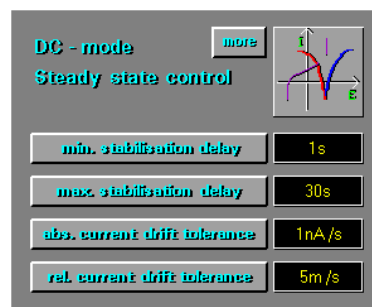 DC - mode
more
Steady state control
i
E
min. stabilisation delay
1s
max. stabilisation delay
30s
abs. current drift tolerance
1nA/s
rel. current drift tolerance
5m/s